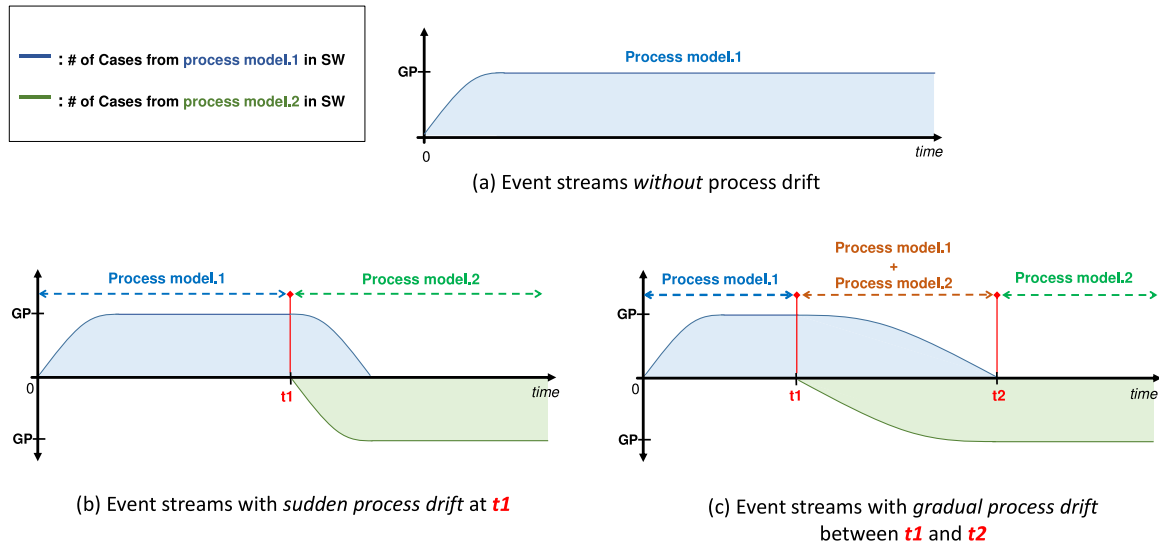 : # of Cases from process model.1 in SW
: # of Cases from process model.2 in SW
Process model.1
GP
0
time
(a) Event streams without process drift
Process model.1
Process model.2
GP
0
t1
time
GP
(b) Event streams with sudden process drift at t1
Process model.1
+
Process model.2
Process model.1
Process model.2
GP
0
t1
t2
time
GP
(c) Event streams with gradual process drift
between t1 and t2